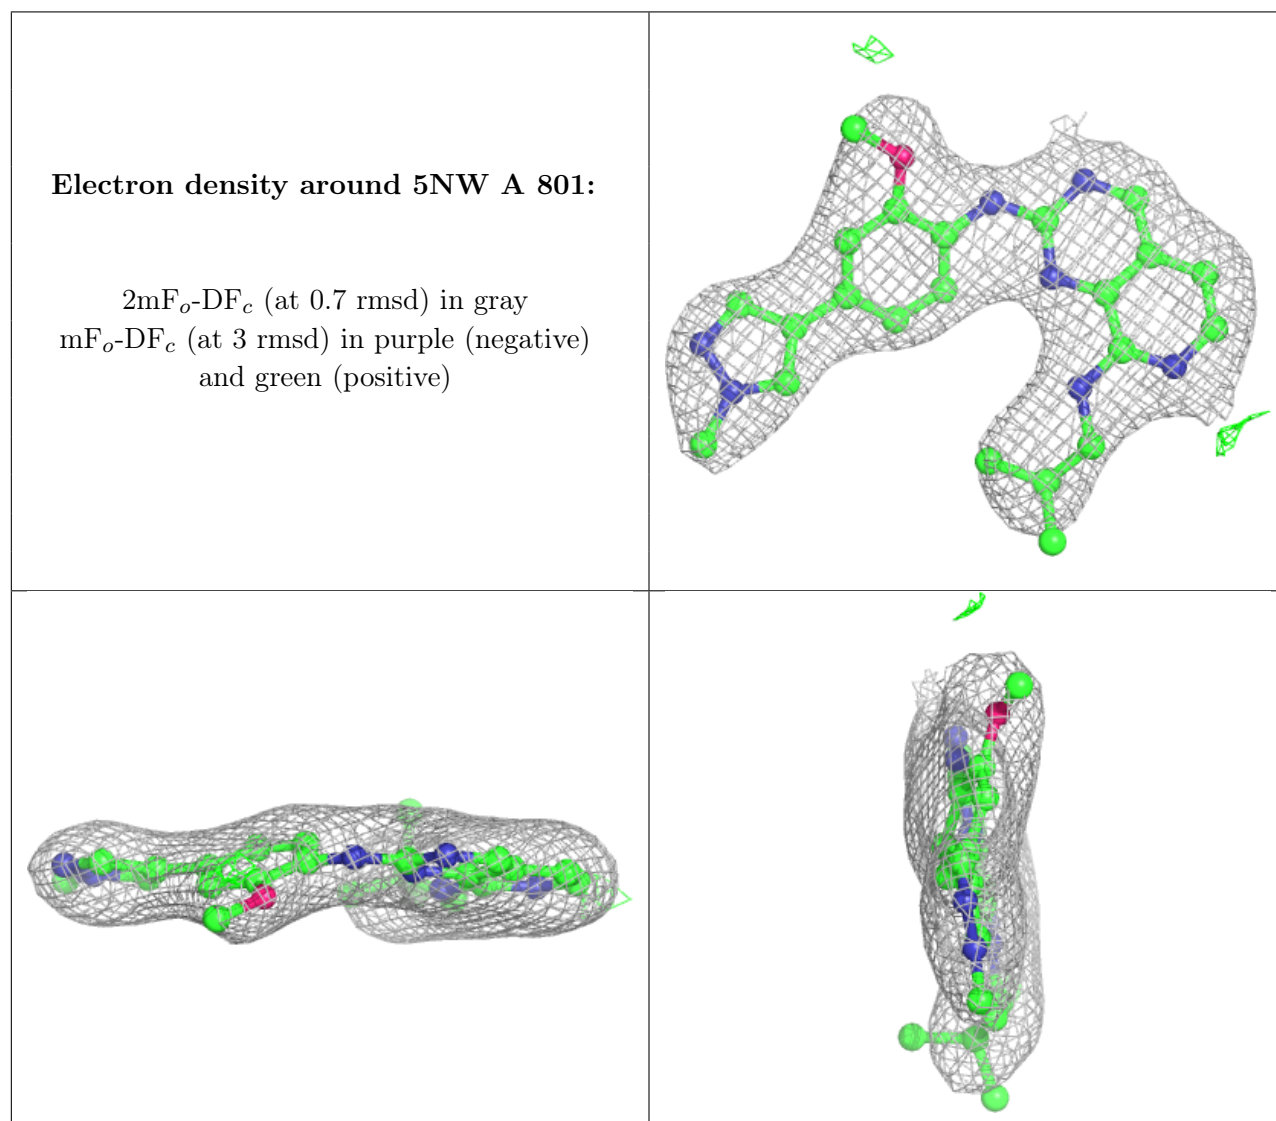 Electron density around 5NW A 801:
2mFₒ-DF𝒸 (at 0.7 rmsd) in gray
mFₒ-DF𝒸 (at 3 rmsd) in purple (negative)
and green (positive)